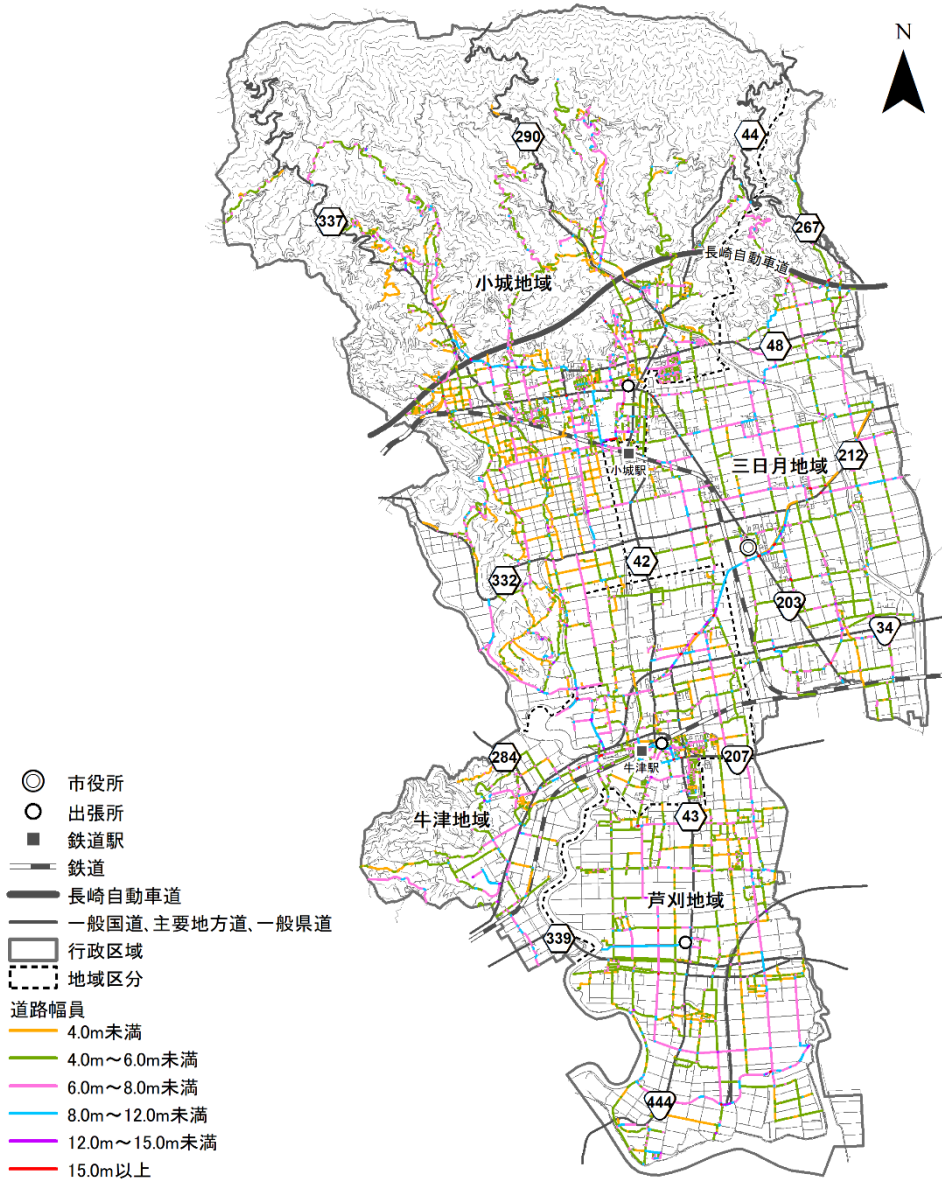 N
290
44
337
267
長崎自動車道
小城地域
48
小城駅
三日月地域
212
332
42
203
34
284
牛津駅
207
牛津地域
43
芦刈地域
339
444
市役所
出張所
鉄道駅
鉄道
長崎自動車道
一般国道、主要地方道、一般県道
行政区域
地域区分
道路幅員
4.0m未満
4.0m～6.0m未満
6.0m～8.0m未満
8.0m～12.0m未満
12.0m～15.0m未満
15.0m以上